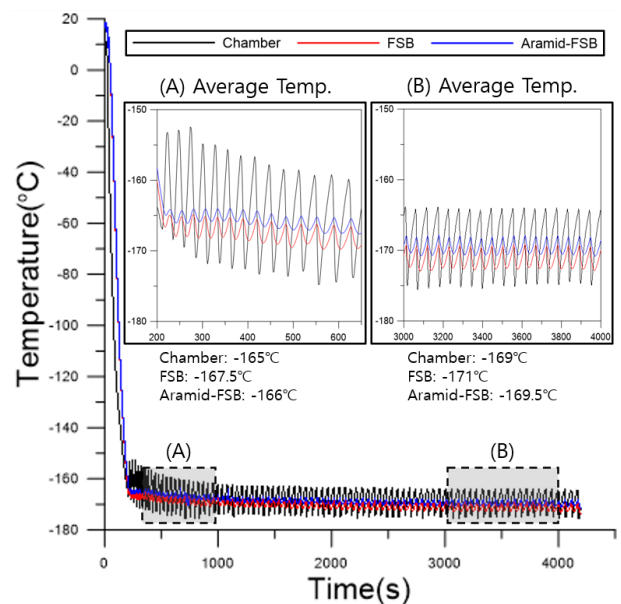 20
0
-20
-40
-60
-80
-100
-120
-140
-160
-180
Temperature(°C)
Chamber FSB Aramid-FSB
(A) Average Temp.
-150
-160
-170
-180
200 300 400 500 600
Chamber: -165℃
FSB: -167.5℃
Aramid-FSB: -166℃
(B) Average Temp.
-150
-160
-170
-180
3000 3200 3400 3600 3800 4000
Chamber: -169℃
FSB: -171℃
Aramid-FSB: -169.5℃
(A) (B)
0 1000 2000 3000 4000
Time(s)